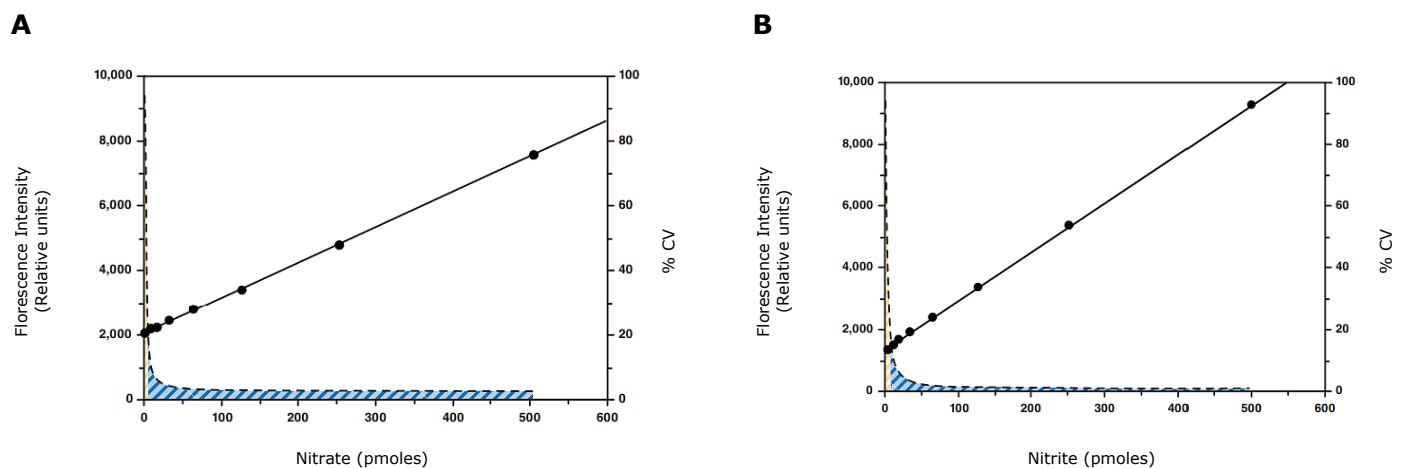 A
10,000
8,000
6,000
4,000
2,000
0
100
80
60
40
20
0
0 100 200 300 400 500 600
Florescence Intensity
(Relative units)
% CV
Nitrate (pmoles)
B
10,000
8,000
6,000
4,000
2,000
0
100
80
60
40
20
0
0 100 200 300 400 500 600
Florescence Intensity
(Relative units)
% CV
Nitrite (pmoles)